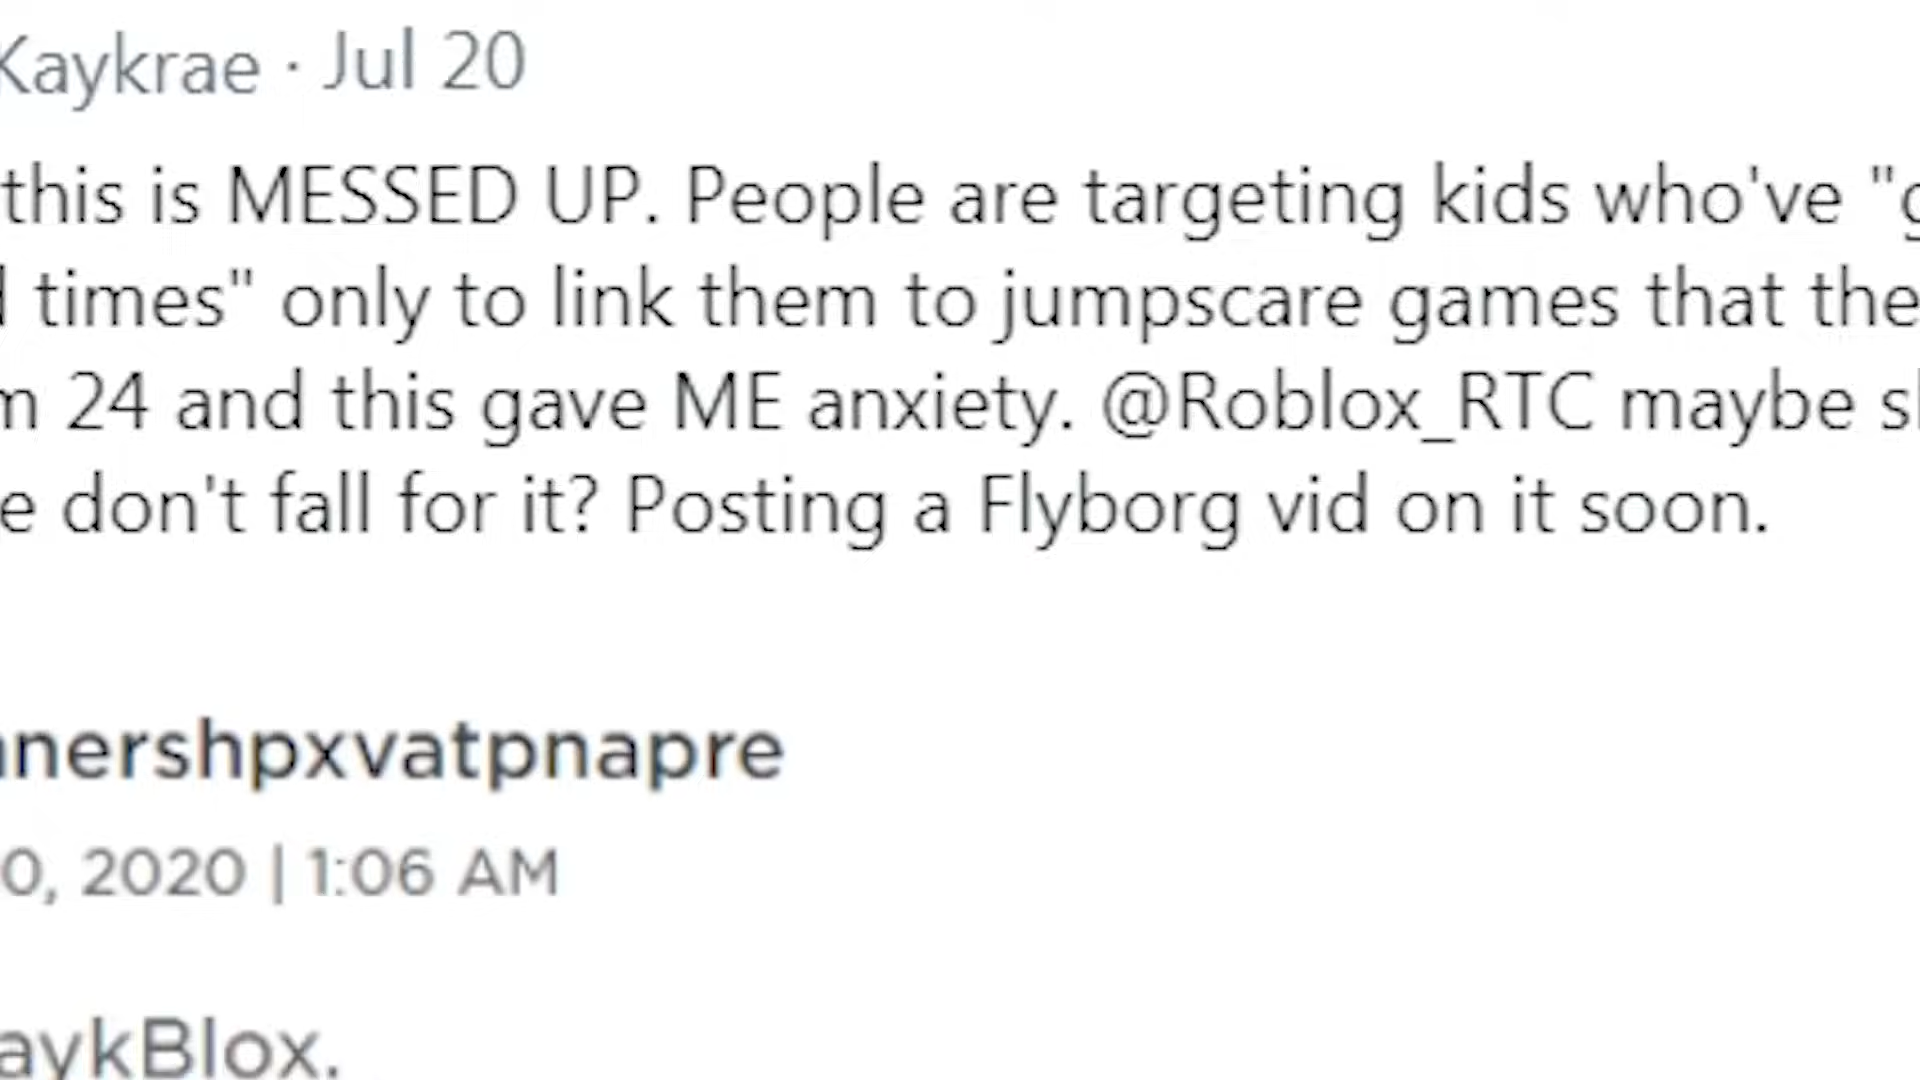 Kaykrae · Jul 20
this is MESSED UP. People are targeting kids who've "g
times" only to link them to jumpscare games that the
m 24 and this gave ME anxiety. @Roblox_RTC maybe sh
e don't fall for it? Posting a Flyborg vid on it soon.
nnershpxvatpnapre
0, 2020 | 1:06 AM
aykBlox.